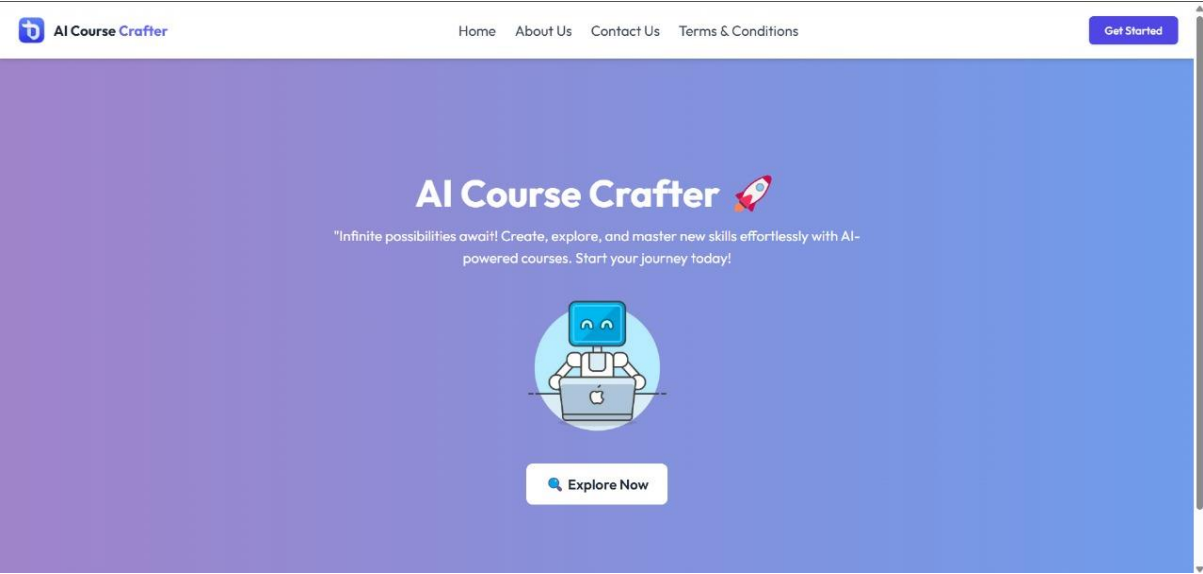 AI Course Crafter
Home About Us Contact Us Terms & Conditions
Get Started
AI Course Crafter 🚀
"Infinite possibilities await! Create, explore, and master new skills effortlessly with AI-
powered courses. Start your journey today!
🔍 Explore Now